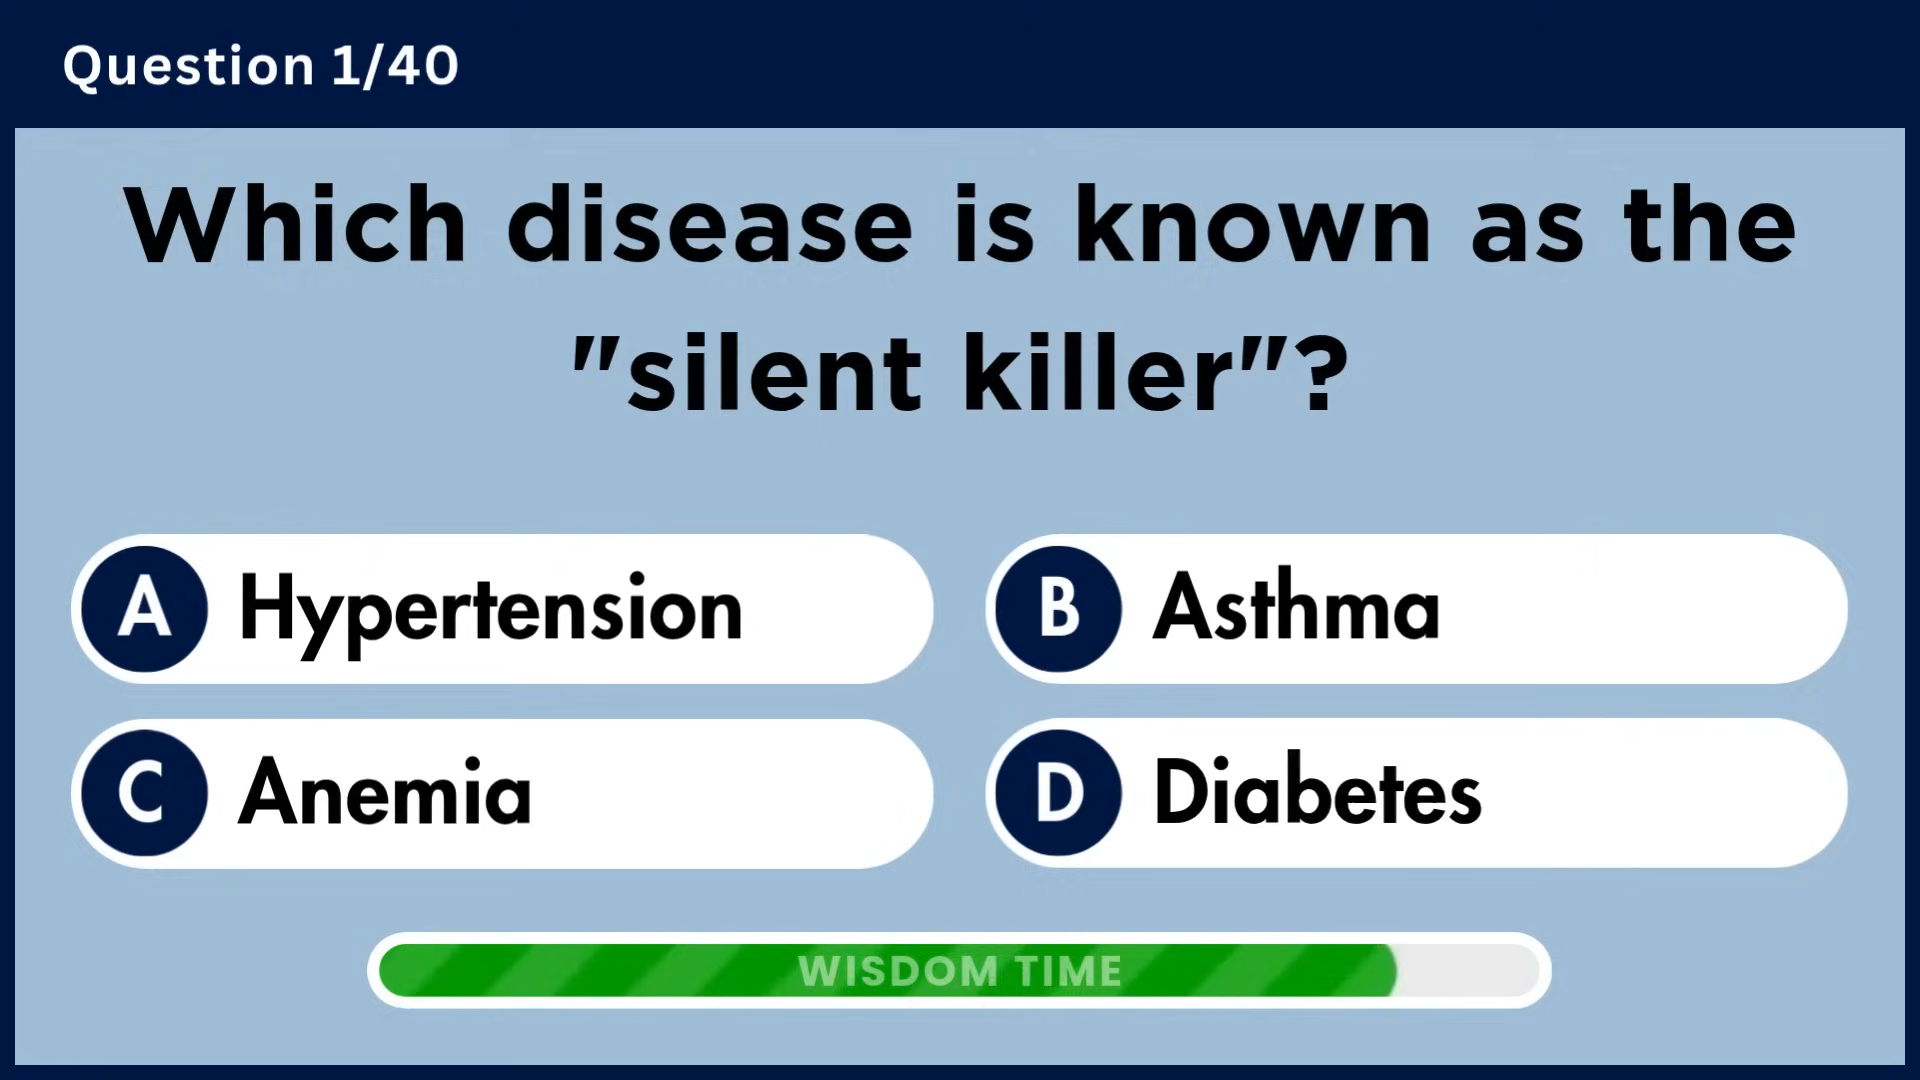 Question 1/40
Which disease is known as the
"silent killer"?
A Hypertension
B Asthma
C Anemia
D Diabetes
WISDOM TIME